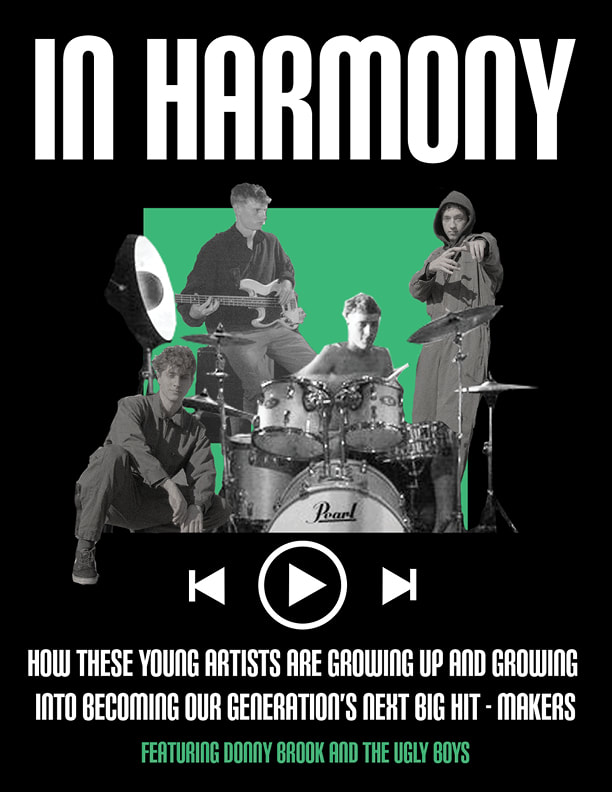 IN HARMONY
Pearl
HOW THESE YOUNG ARTISTS ARE GROWING UP AND GROWING
INTO BECOMING OUR GENERATION'S NEXT BIG HIT - MAKERS
FEATURING DONNY BROOK AND THE UGLY BOYS